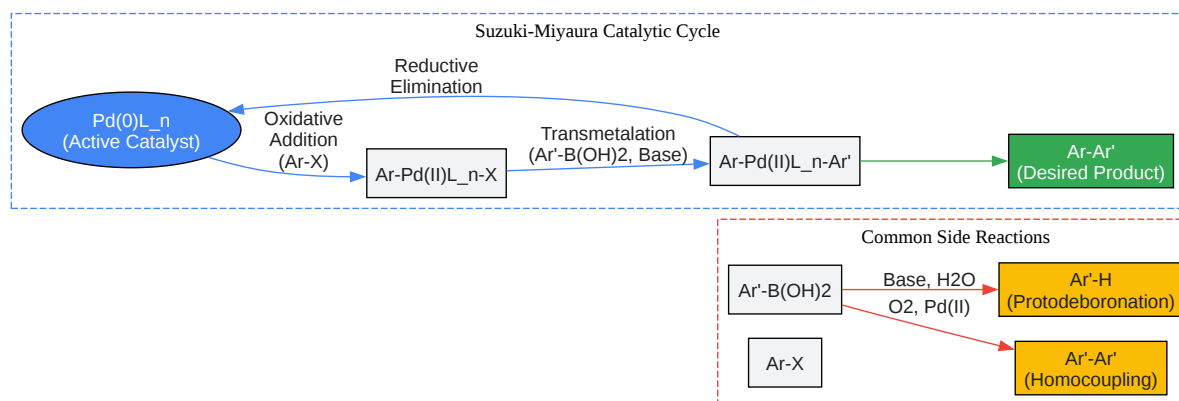 Suzuki-Miyaura Catalytic Cycle
Reductive
Elimination
Pd(0)L_n
(Active Catalyst)
Oxidative
Addition
(Ar-X)
Ar-Pd(II)L_n-X
Transmetalation
(Ar'-B(OH)2, Base)
Ar-Pd(II)L_n-Ar'
Ar-Ar'
(Desired Product)
Common Side Reactions
Ar'-B(OH)2
Base, H2O
O2, Pd(II)
Ar'-H
(Protodeboronation)
Ar-X
Ar'-Ar'
(Homocoupling)